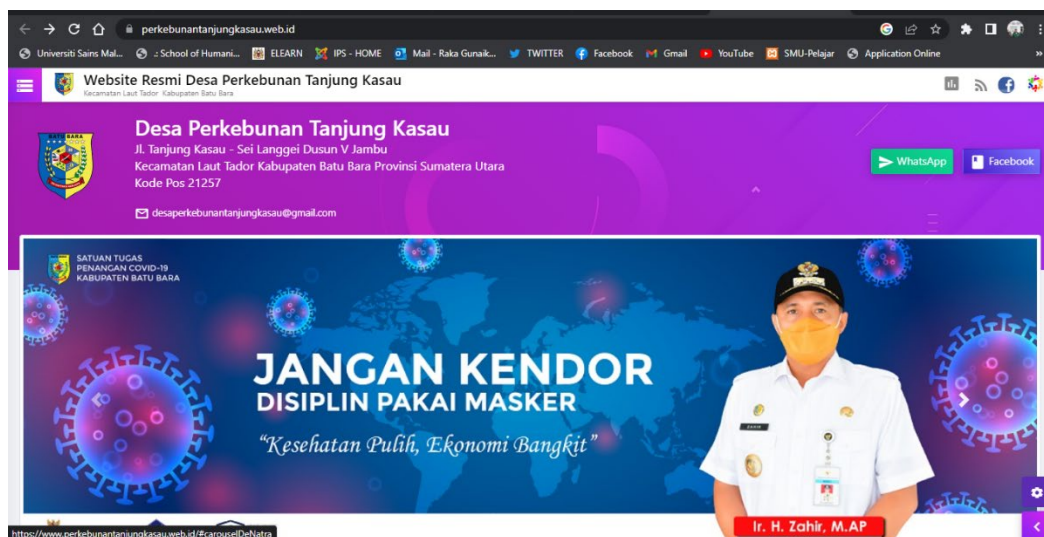 perkebunantanjungkasau.web.id
Universiti Sains Mal... .: School of Humani... ELEARN IPS - HOME Mail - Raka Gunaik... TWITTER Facebook Gmail YouTube SMU-Pelajar Application Online »
Website Resmi Desa Perkebunan Tanjung Kasau
Kecamatan Laut Tador Kabupaten Batu Bara
BATU BARA
Desa Perkebunan Tanjung Kasau
Jl. Tanjung Kasau - Sei Langgei Dusun V Jambu
Kecamatan Laut Tador Kabupaten Batu Bara Provinsi Sumatera Utara
Kode Pos 21257
desaperkebunantanjungkasau@gmail.com
WhatsApp
Facebook
SATUAN TUGAS
PENANGAN COVID-19
KABUPATEN BATU BARA
JANGAN KENDOR
DISIPLIN PAKAI MASKER
“Kesehatan Pulih, Ekonomi Bangkit”
ZAHIR
Ir. H. Zahir, M.AP
https://www.perkebunantanjungkasau.web.id/#carouselDeNatra